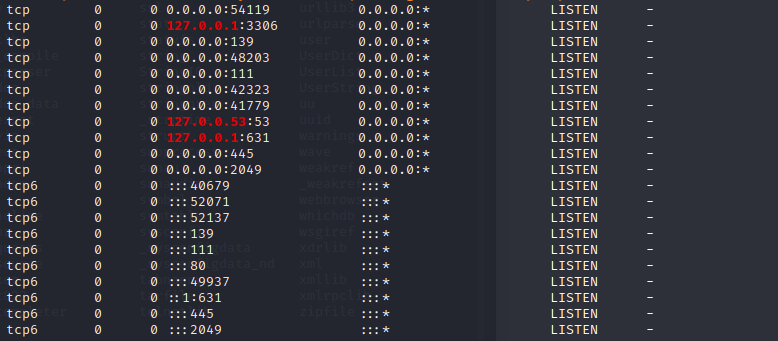 tcp 0 0 0.0.0.0:54119 0.0.0.0:* LISTEN -
tcp 0 0 127.0.0.1:3306 0.0.0.0:* LISTEN -
tcp 0 0 0.0.0.0:139 0.0.0.0:* LISTEN -
tcp 0 0 0.0.0.0:48203 0.0.0.0:* LISTEN -
tcp 0 0 0.0.0.0:111 0.0.0.0:* LISTEN -
tcp 0 0 0.0.0.0:42323 0.0.0.0:* LISTEN -
tcp 0 0 0.0.0.0:41779 0.0.0.0:* LISTEN -
tcp 0 0 127.0.0.53:53 0.0.0.0:* LISTEN -
tcp 0 0 127.0.0.1:631 0.0.0.0:* LISTEN -
tcp 0 0 0.0.0.0:445 0.0.0.0:* LISTEN -
tcp 0 0 0.0.0.0:2049 0.0.0.0:* LISTEN -
tcp6 0 0 :::40679 :::* LISTEN -
tcp6 0 0 :::52071 :::* LISTEN -
tcp6 0 0 :::52137 :::* LISTEN -
tcp6 0 0 :::139 :::* LISTEN -
tcp6 0 0 :::111 :::* LISTEN -
tcp6 0 0 :::80 :::* LISTEN -
tcp6 0 0 :::49937 :::* LISTEN -
tcp6 0 0 ::1:631 :::* LISTEN -
tcp6 0 0 :::445 :::* LISTEN -
tcp6 0 0 :::2049 :::* LISTEN -